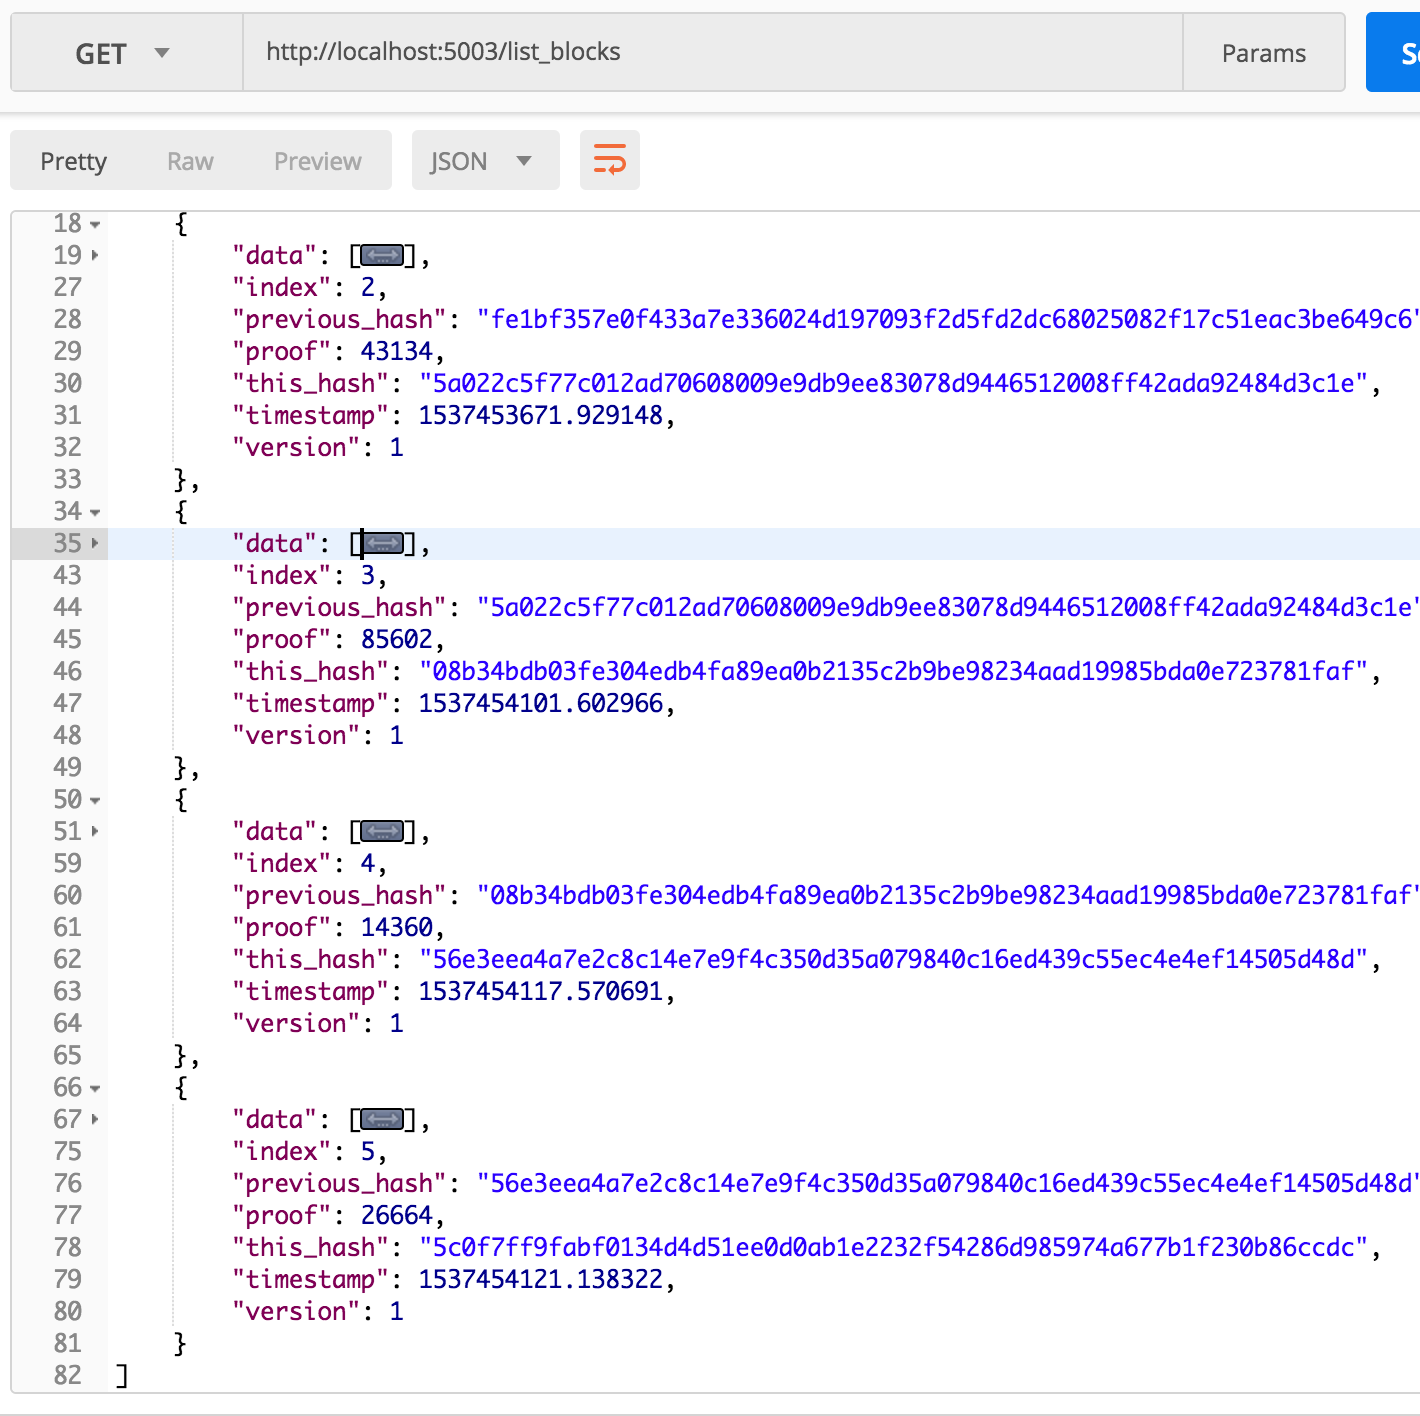 GET http://localhost:5003/list_blocks Params
Pretty Raw Preview JSON
18 {
19 "data": [...],
27 "index": 2,
28 "previous_hash": "fe1bf357e0f433a7e336024d197093f2d5fd2dc68025082f17c51eac3be649c6"
29 "proof": 43134,
30 "this_hash": "5a022c5f77c012ad70608009e9db9ee83078d9446512008ff42ada92484d3c1e",
31 "timestamp": 1537453671.929148,
32 "version": 1
33 },
34 {
35 "data": [...],
43 "index": 3,
44 "previous_hash": "5a022c5f77c012ad70608009e9db9ee83078d9446512008ff42ada92484d3c1e"
45 "proof": 85602,
46 "this_hash": "08b34bdb03fe304edb4fa89ea0b2135c2b9be98234aad19985bda0e723781faf",
47 "timestamp": 1537454101.602966,
48 "version": 1
49 },
50 {
51 "data": [...],
59 "index": 4,
60 "previous_hash": "08b34bdb03fe304edb4fa89ea0b2135c2b9be98234aad19985bda0e723781faf"
61 "proof": 14360,
62 "this_hash": "56e3eea4a7e2c8c14e7e9f4c350d35a079840c16ed439c55ec4e4ef14505d48d",
63 "timestamp": 1537454117.570691,
64 "version": 1
65 },
66 {
67 "data": [...],
75 "index": 5,
76 "previous_hash": "56e3eea4a7e2c8c14e7e9f4c350d35a079840c16ed439c55ec4e4ef14505d48d"
77 "proof": 26664,
78 "this_hash": "5c0f7ff9fabf0134d4d51ee0d0ab1e2232f54286d985974a677b1f230b86ccdc",
79 "timestamp": 1537454121.138322,
80 "version": 1
81 }
82 ]